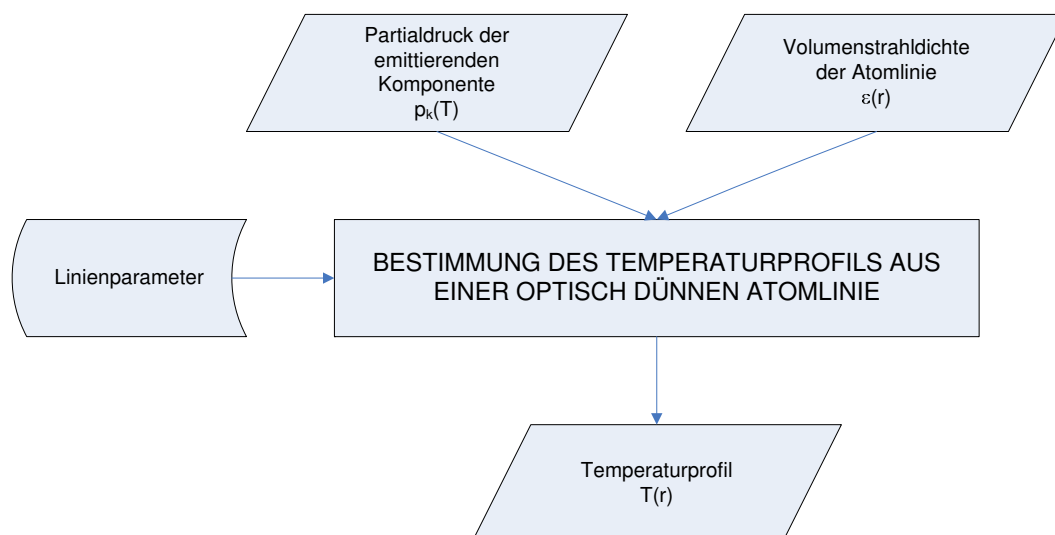 Partialdruck der
emittierenden
Komponente
pₖ(T)
Volumenstrahldichte
der Atomlinie
ε(r)
Linienparameter
BESTIMMUNG DES TEMPERATURPROFILS AUS
EINER OPTISCH DÜNNEN ATOMLINIE
Temperaturprofil
T(r)